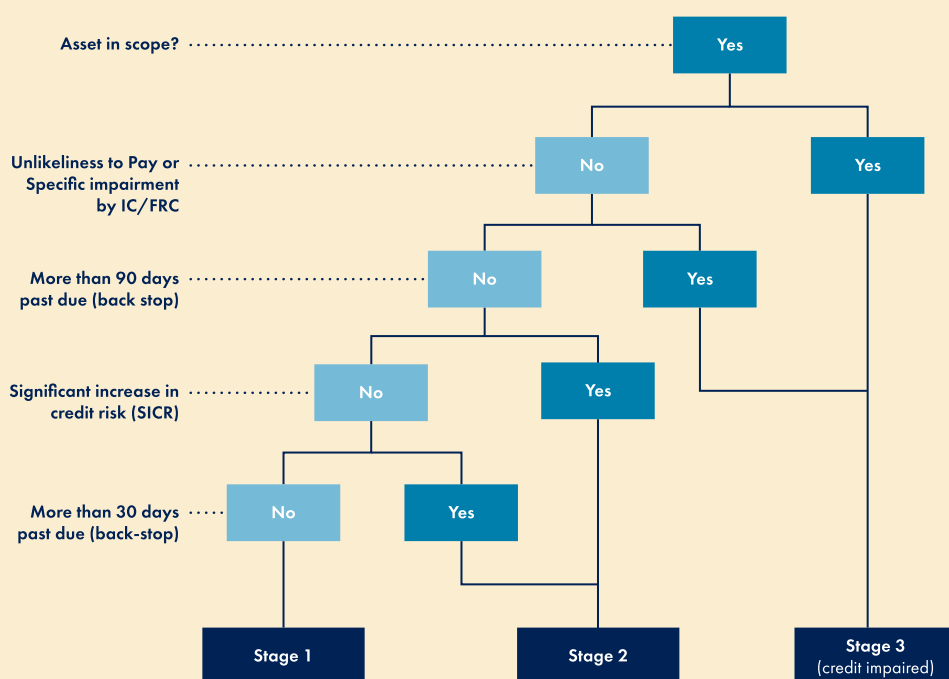 Asset in scope?
Yes
Unlikeliness to Pay or
Specific impairment
by IC/FRC
No
Yes
More than 90 days
past due (back stop)
No
Yes
Significant increase in
credit risk (SICR)
No
Yes
More than 30 days
past due (back-stop)
No
Yes
Stage 1
Stage 2
Stage 3
(credit impaired)